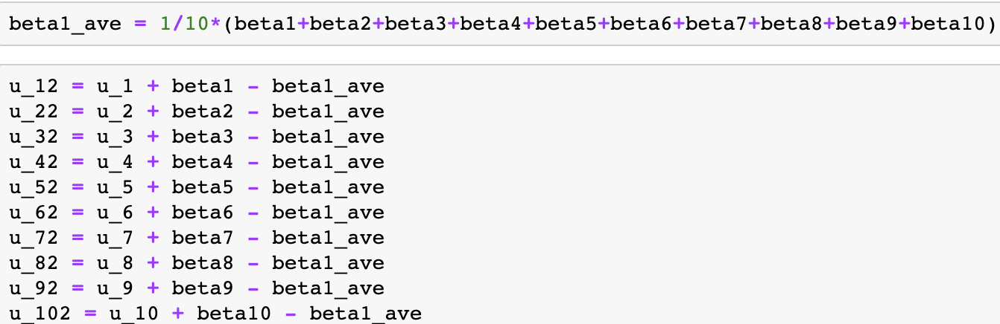 beta1_ave = 1/10*(beta1+beta2+beta3+beta4+beta5+beta6+beta7+beta8+beta9+beta10)
u_12 = u_1 + beta1 - beta1_ave
u_22 = u_2 + beta2 - beta1_ave
u_32 = u_3 + beta3 - beta1_ave
u_42 = u_4 + beta4 - beta1_ave
u_52 = u_5 + beta5 - beta1_ave
u_62 = u_6 + beta6 - beta1_ave
u_72 = u_7 + beta7 - beta1_ave
u_82 = u_8 + beta8 - beta1_ave
u_92 = u_9 + beta9 - beta1_ave
u_102 = u_10 + beta10 - beta1_ave